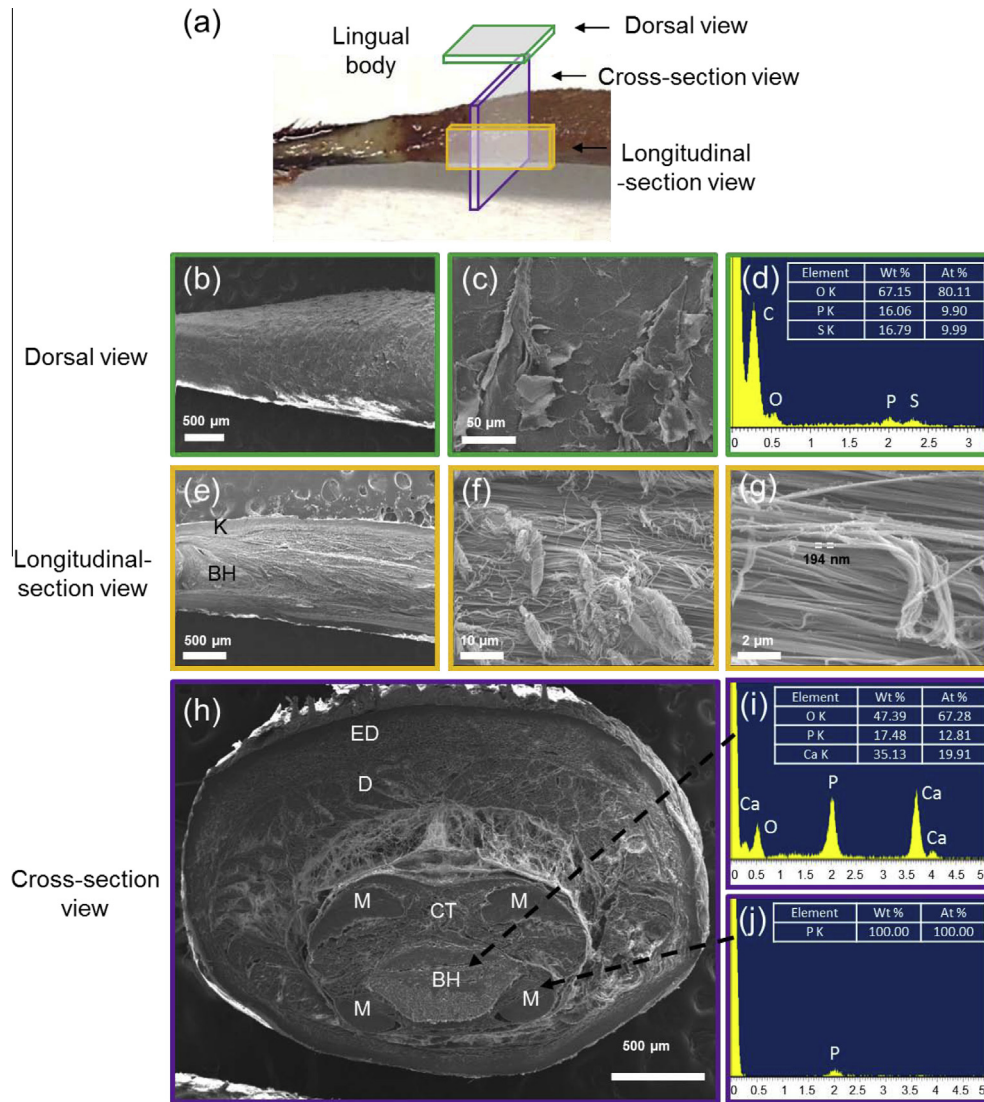 (a)
Lingual
body
Dorsal view
Cross-section view
Longitudinal
-section view
Dorsal view
(b)
500 µm
(c)
50 µm
(d)
Element Wt % At %
O K 67.15 80.11
P K 16.06 9.90
S K 16.79 9.99
C
O
P
S
0 0.5 1 1.5 2 2.5 3
Longitudinal-
section view
(e)
K
BH
500 µm
(f)
10 µm
(g)
194 nm
2 µm
Cross-section
view
(h)
ED
D
M
CT
M
BH
M
M
500 µm
(i)
Element Wt % At %
O K 47.39 67.28
P K 17.48 12.81
Ca K 35.13 19.91
Ca
O
P
Ca
Ca
0 0.5 1 1.5 2 2.5 3 3.5 4 4.5 5
(j)
Element Wt % At %
P K 100.00 100.00
P
0 0.5 1 1.5 2 2.5 3 3.5 4 4.5 5